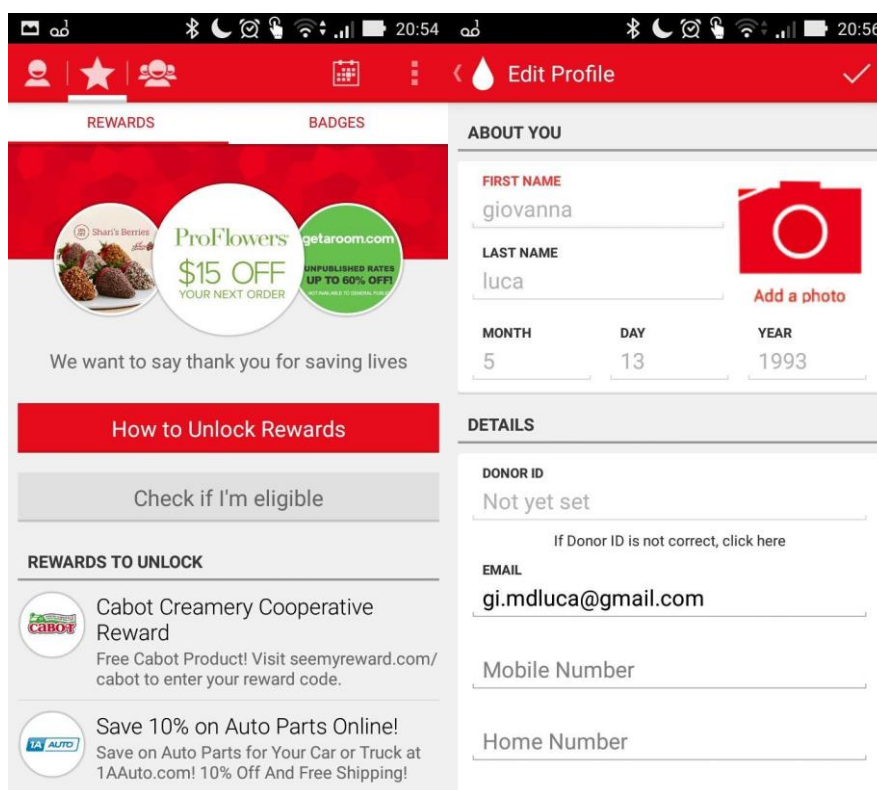 20:54
REWARDS
BADGES
Shari's Berries
ProFlowers
$15 OFF
YOUR NEXT ORDER
getaroom.com
UNPUBLISHED RATES
UP TO 60% OFF!
NOT AVAILABLE TO GENERAL PUBLIC
We want to say thank you for saving lives
How to Unlock Rewards
Check if I'm eligible
REWARDS TO UNLOCK
CABOT
Cabot Creamery Cooperative
Reward
Free Cabot Product! Visit seemyreward.com/
cabot to enter your reward code.
1A AUTO
Save 10% on Auto Parts Online!
Save on Auto Parts for Your Car or Truck at
1AAuto.com! 10% Off And Free Shipping!
20:56
Edit Profile
ABOUT YOU
FIRST NAME
giovanna
LAST NAME
luca
Add a photo
MONTH DAY YEAR
5 13 1993
DETAILS
DONOR ID
Not yet set
If Donor ID is not correct, click here
EMAIL
gi.mdluca@gmail.com
Mobile Number
Home Number